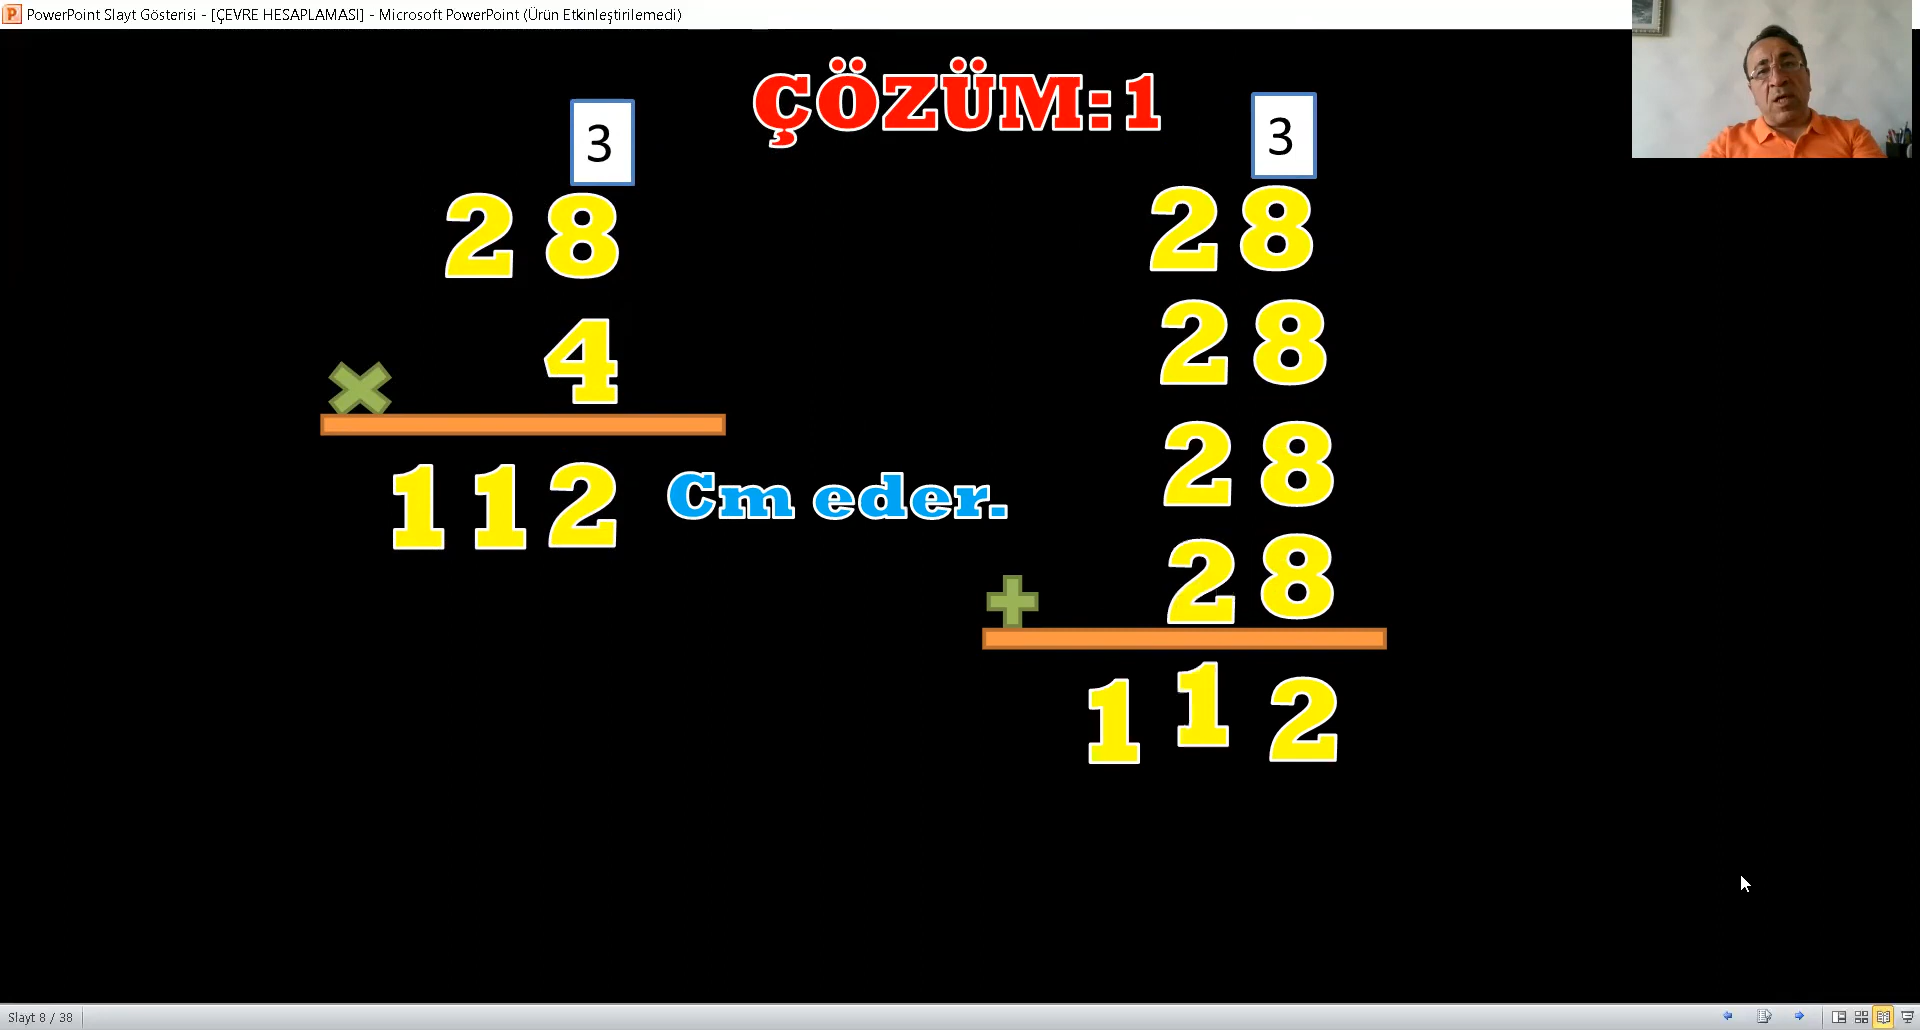 PowerPoint Slayt Gösterisi - [ÇEVRE HESAPLAMASI] - Microsoft PowerPoint (Ürün Etkinleştirilemedi)
ÇÖZÜM:1
3
28
4
112
Cm eder.
3
28
28
28
28
112
Slayt 8 / 38